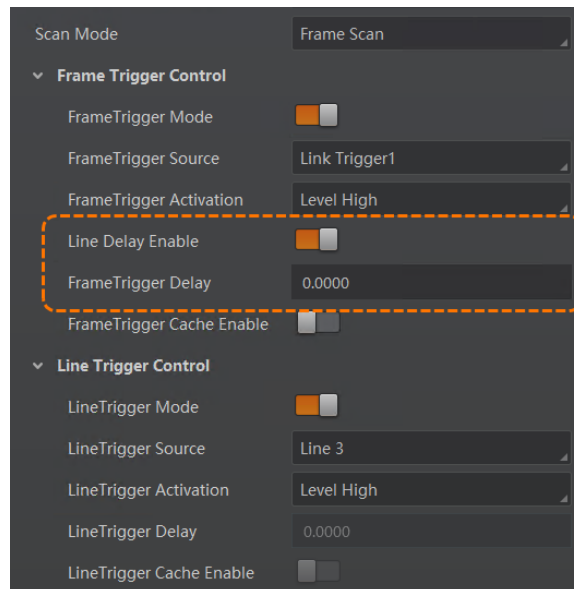 Scan Mode Frame Scan
Frame Trigger Control
FrameTrigger Mode
FrameTrigger Source Link Trigger1
FrameTrigger Activation Level High
Line Delay Enable
FrameTrigger Delay 0.0000
FrameTrigger Cache Enable
Line Trigger Control
LineTrigger Mode
LineTrigger Source Line 3
LineTrigger Activation Level High
LineTrigger Delay 0.0000
LineTrigger Cache Enable